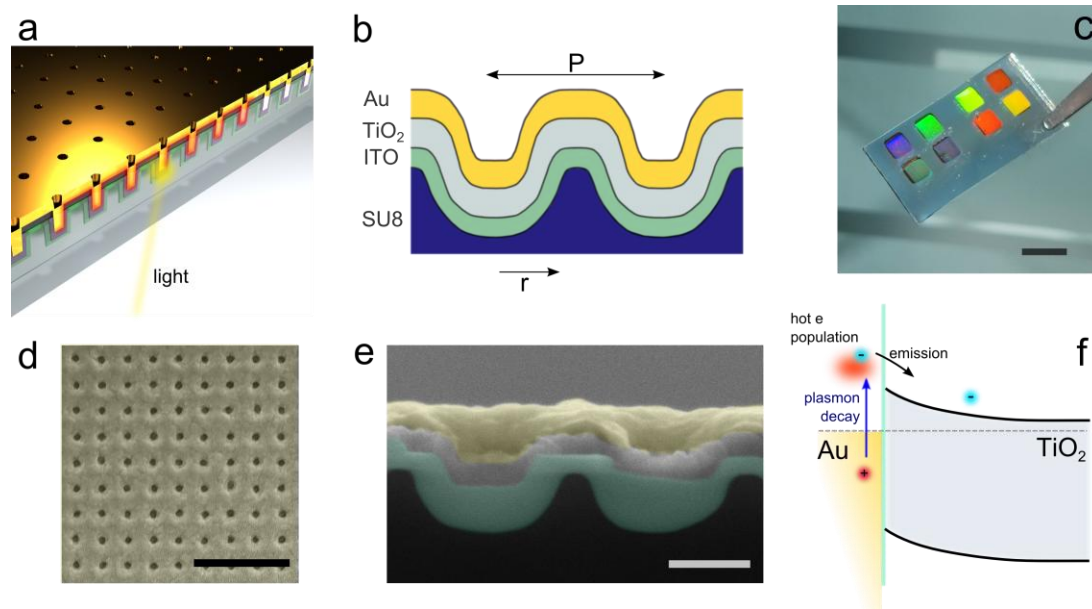 a
light
b
P
Au
TiO₂
ITO
SU8
r
c
d
e
f
hot e
population
-
emission
-
plasmon
decay
Au
TiO₂
+